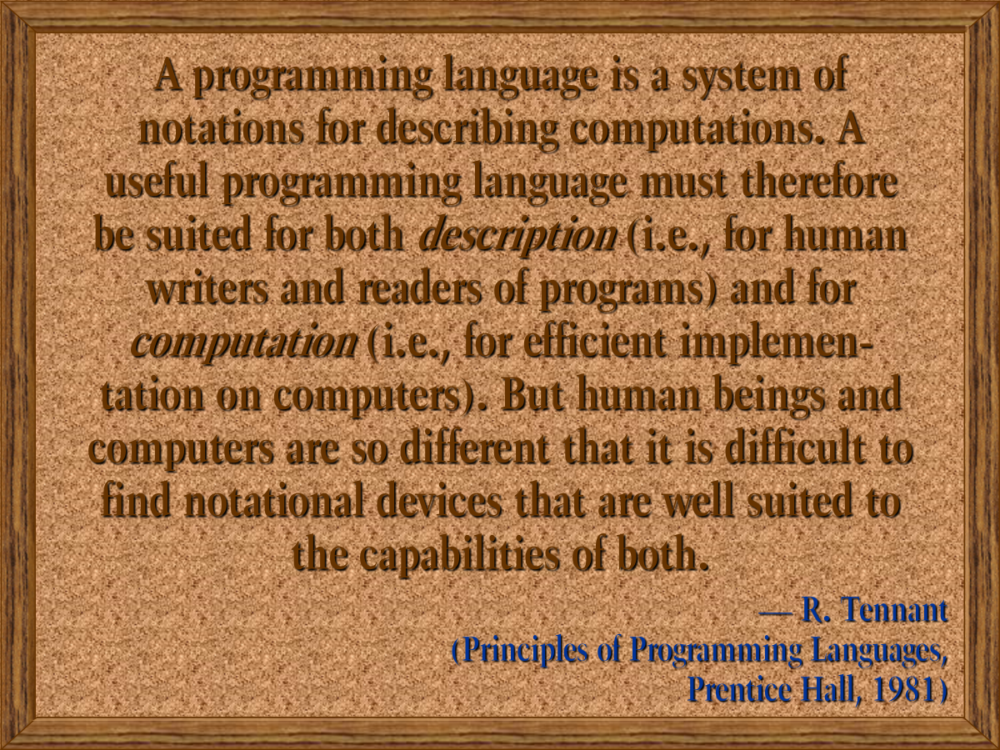 A programming language is a system of
notations for describing computations. A
useful programming language must therefore
be suited for both description (i.e., for human
writers and readers of programs) and for
computation (i.e., for efficient implemen-
tation on computers). But human beings and
computers are so different that it is difficult to
find notational devices that are well suited to
the capabilities of both.
— R. Tennant
(Principles of Programming Languages,
Prentice Hall, 1981)